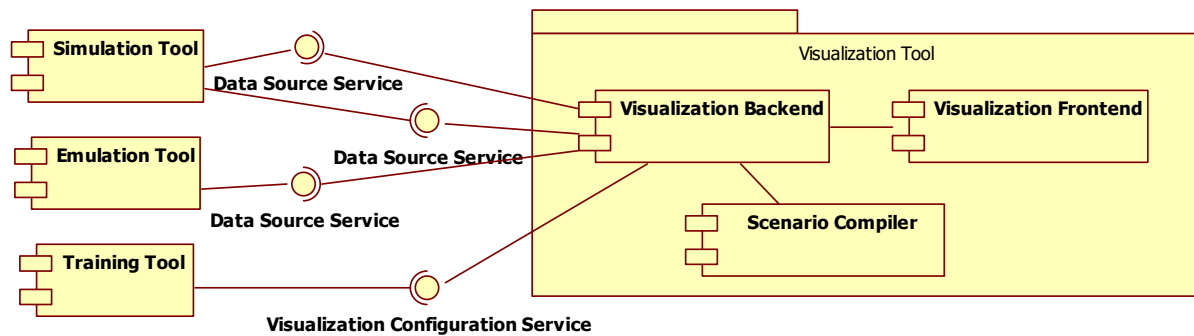 Simulation Tool
Data Source Service
Visualization Tool
Visualization Backend
Visualization Frontend
Emulation Tool
Data Source Service
Data Source Service
Scenario Compiler
Training Tool
Visualization Configuration Service